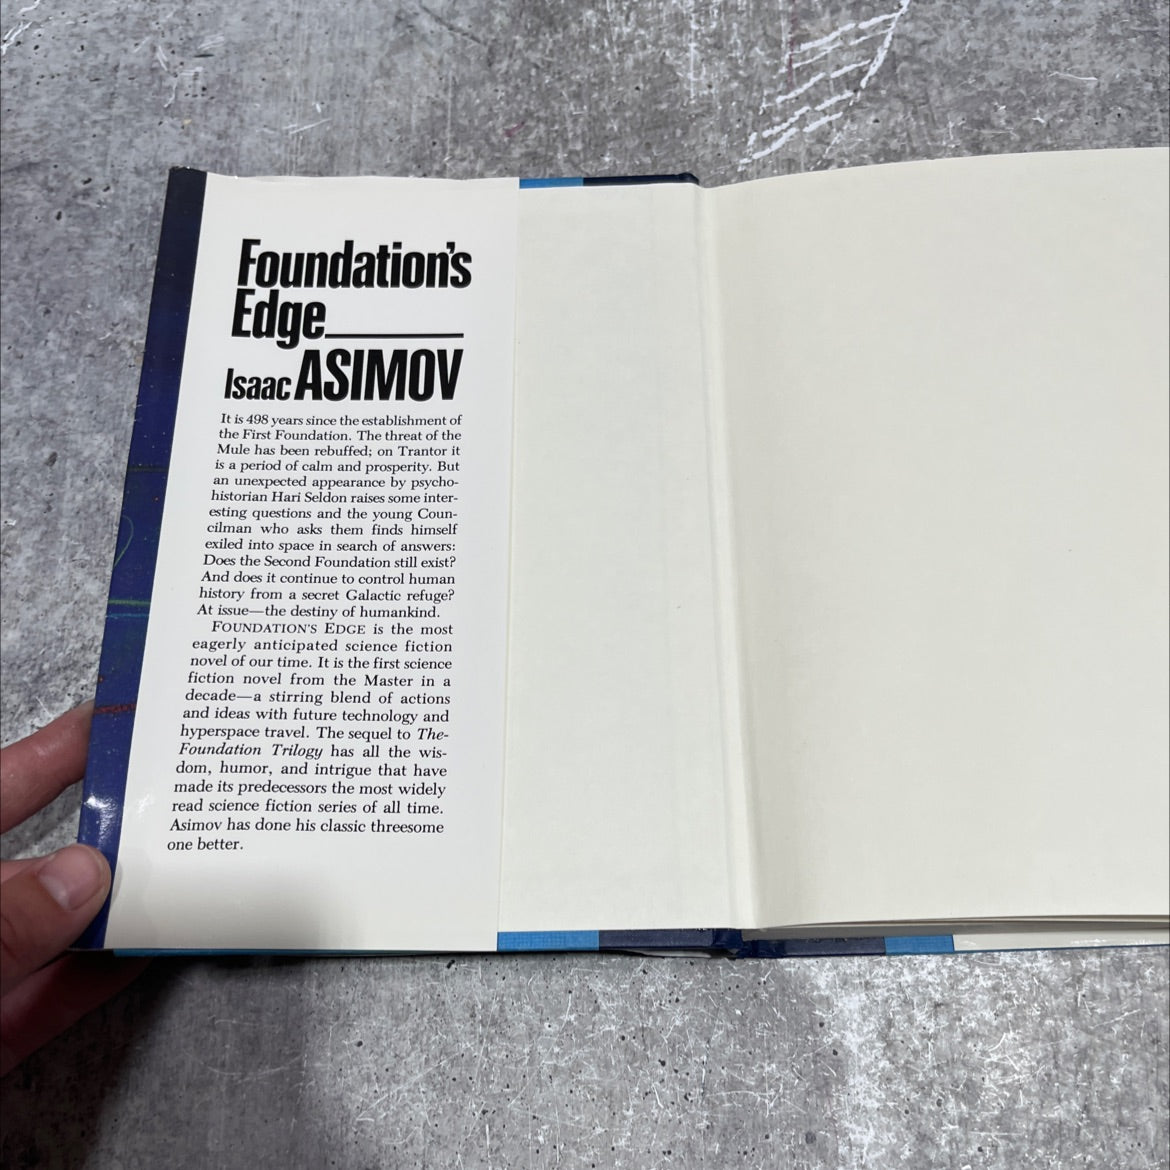 Foundation's
Edge
Isaac ASIMOV
It is 498 years since the establishment of
the First Foundation. The threat of the
Mule has been rebuffed; on Trantor it
is a period of calm and prosperity. But
an unexpected appearance by psycho-
historian Hari Seldon raises some inter-
esting questions and the young Coun-
cilman who asks them finds himself
exiled into space in search of answers:
Does the Second Foundation still exist?
And does it continue to control human
history from a secret Galactic refuge?
At issue—the destiny of humankind.
FOUNDATION'S EDGE is the most
eagerly anticipated science fiction
novel of our time. It is the first science
fiction novel from the Master in a
decade—a stirring blend of actions
and ideas with future technology and
hyperspace travel. The sequel to The-
Foundation Trilogy has all the wis-
dom, humor, and intrigue that have
made its predecessors the most widely
read science fiction series of all time.
Asimov has done his classic threesome
one better.